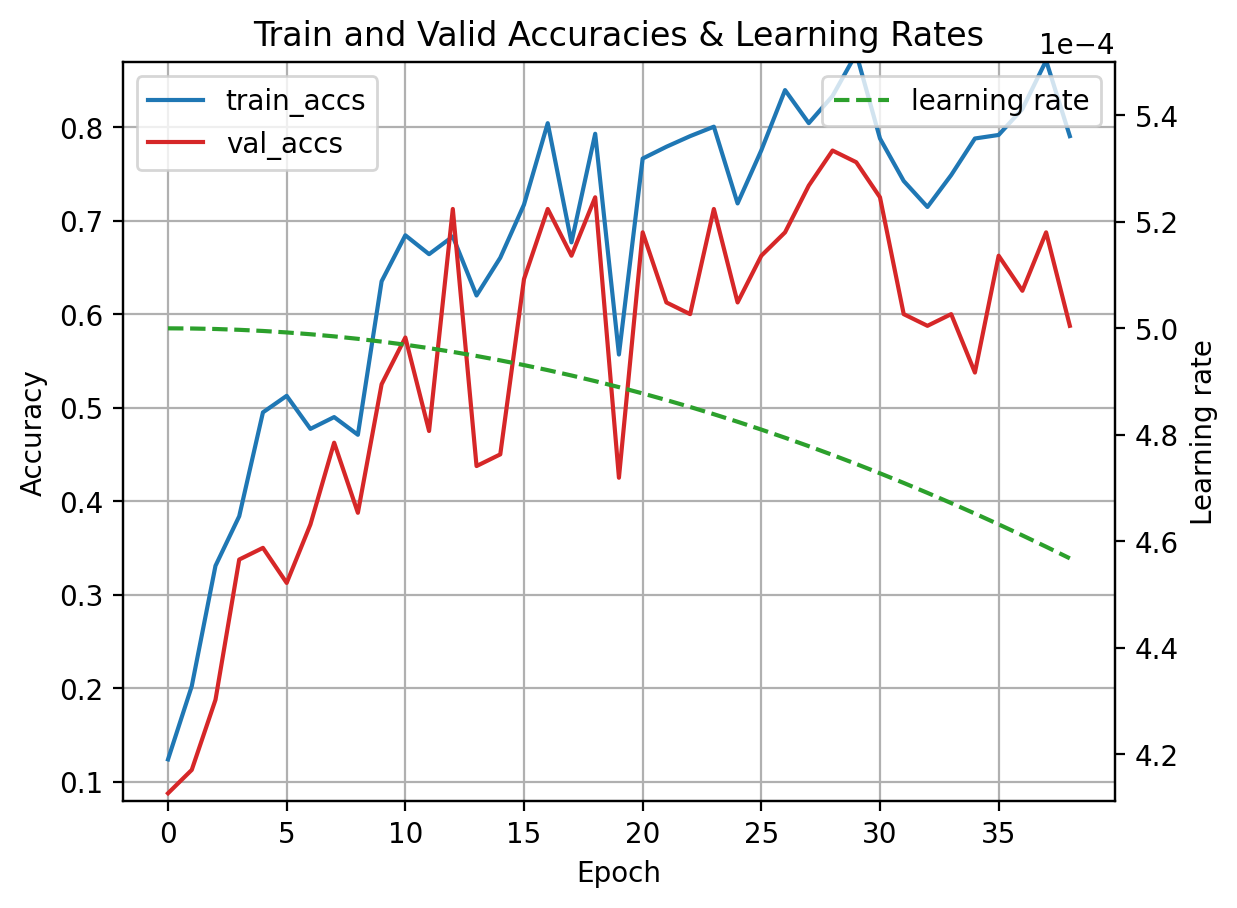 Train and Valid Accuracies & Learning Rates
1e−4
train_accs
val_accs
learning rate
0.8
0.7
0.6
0.5
0.4
0.3
0.2
0.1
Accuracy
5.4
5.2
5.0
4.8
4.6
4.4
4.2
Learning rate
0 5 10 15 20 25 30 35
Epoch